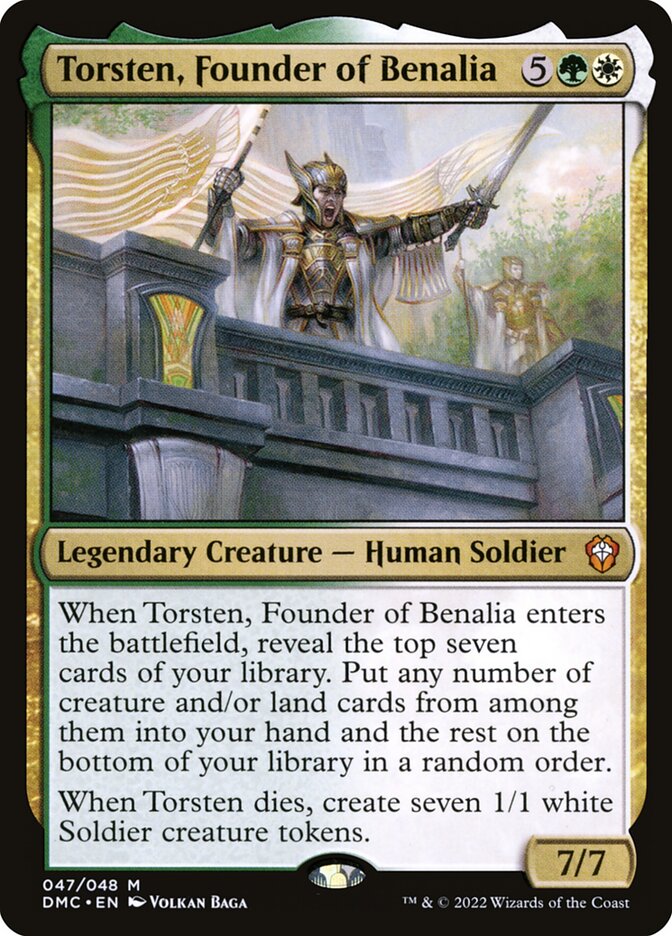 Torsten, Founder of Benalia 5
Legendary Creature — Human Soldier
When Torsten, Founder of Benalia enters
the battlefield, reveal the top seven
cards of your library. Put any number of
creature and/or land cards from among
them into your hand and the rest on the
bottom of your library in a random order.
When Torsten dies, create seven 1/1 white
Soldier creature tokens.
7/7
047/048 M
DMC • EN Volkan Baga
™ & © 2022 Wizards of the Coast